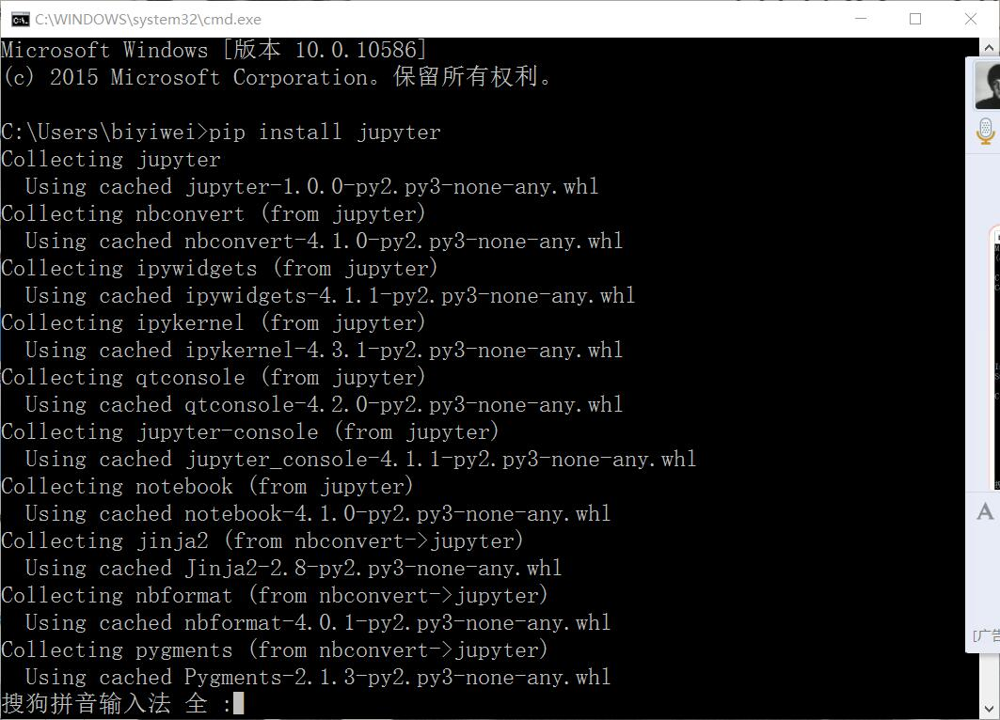 C:\WINDOWS\system32\cmd.exe
Microsoft Windows [版本 10.0.10586]
(c) 2015 Microsoft Corporation。保留所有权利。
C:\Users\biyiwei>pip install jupyter
Collecting jupyter
  Using cached jupyter-1.0.0-py2.py3-none-any.whl
Collecting nbconvert (from jupyter)
  Using cached nbconvert-4.1.0-py2.py3-none-any.whl
Collecting ipywidgets (from jupyter)
  Using cached ipywidgets-4.1.1-py2.py3-none-any.whl
Collecting ipykernel (from jupyter)
  Using cached ipykernel-4.3.1-py2.py3-none-any.whl
Collecting qtconsole (from jupyter)
  Using cached qtconsole-4.2.0-py2.py3-none-any.whl
Collecting jupyter-console (from jupyter)
  Using cached jupyter_console-4.1.1-py2.py3-none-any.whl
Collecting notebook (from jupyter)
  Using cached notebook-4.1.0-py2.py3-none-any.whl
Collecting jinja2 (from nbconvert->jupyter)
  Using cached Jinja2-2.8-py2.py3-none-any.whl
Collecting nbformat (from nbconvert->jupyter)
  Using cached nbformat-4.0.1-py2.py3-none-any.whl
Collecting pygments (from nbconvert->jupyter)
  Using cached Pygments-2.1.3-py2.py3-none-any.whl
搜狗拼音输入法 全 :
A
[广告